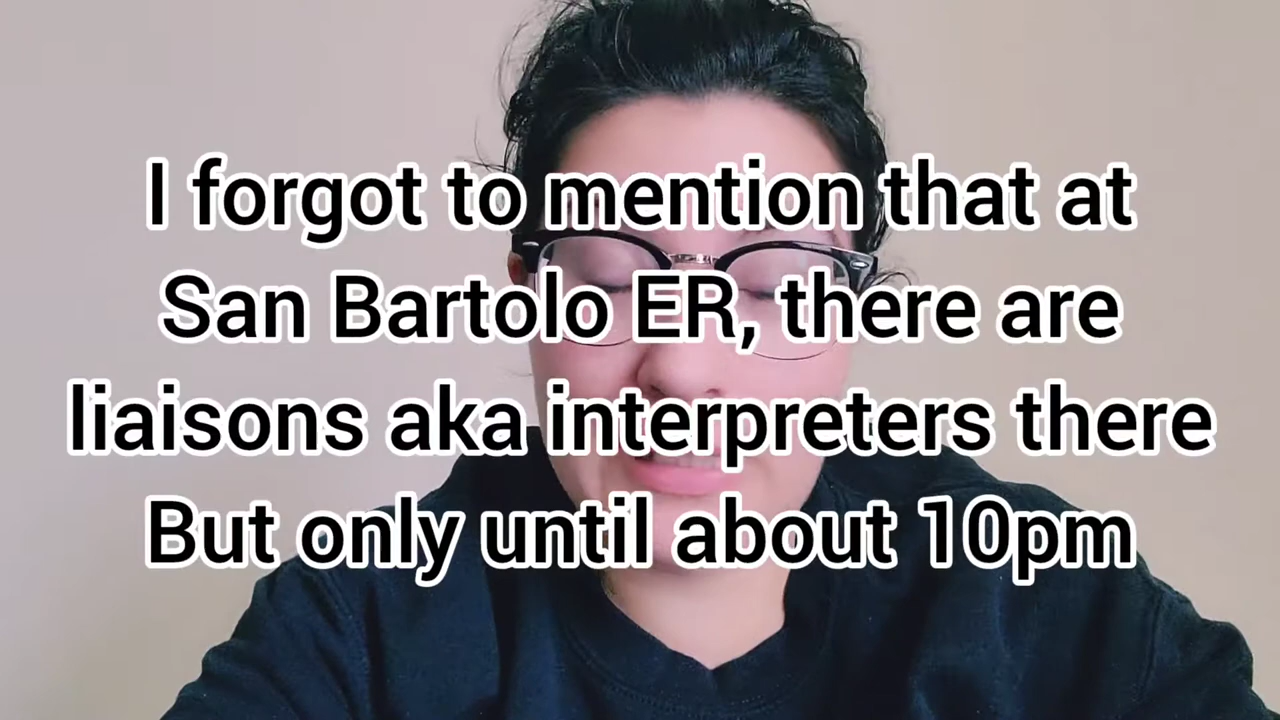 I forgot to mention that at
San Bartolo ER, there are
liaisons aka interpreters there
But only until about 10pm